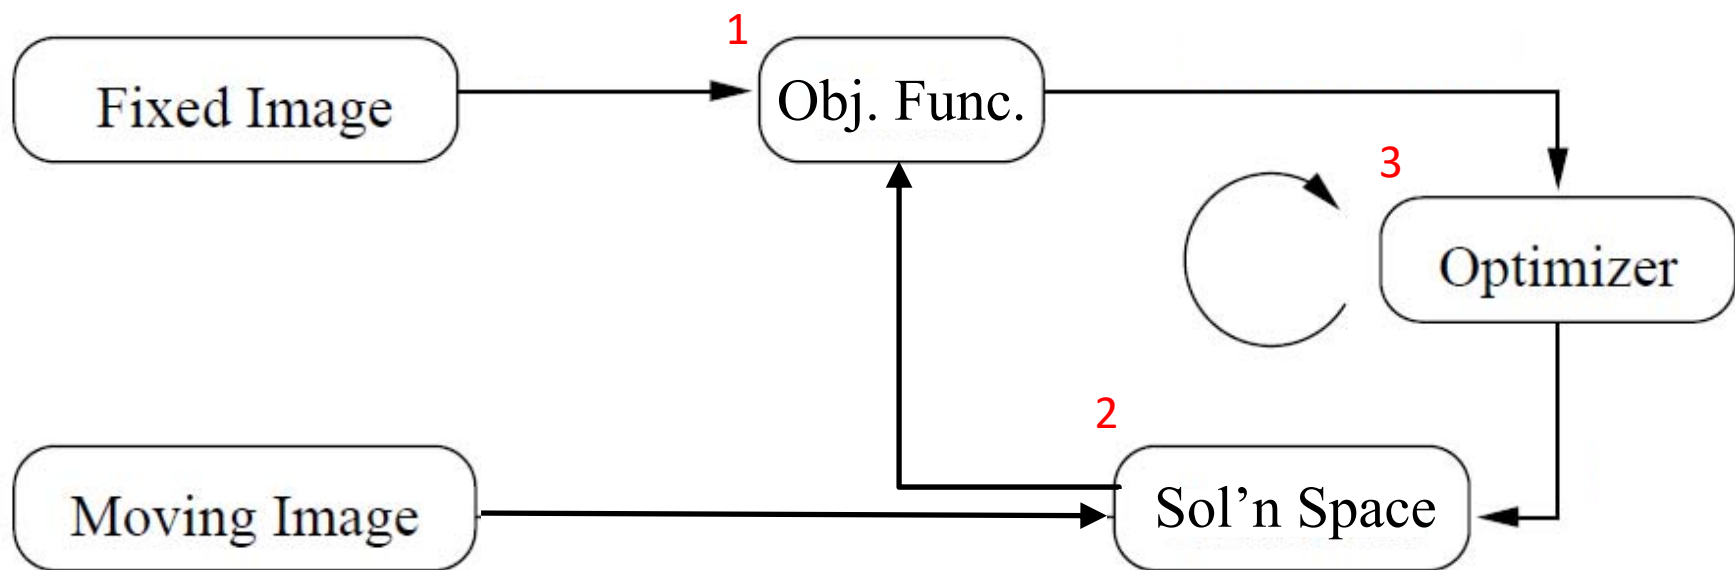 1
Fixed Image
Obj. Func.
3
Optimizer
2
Moving Image
Sol’n Space